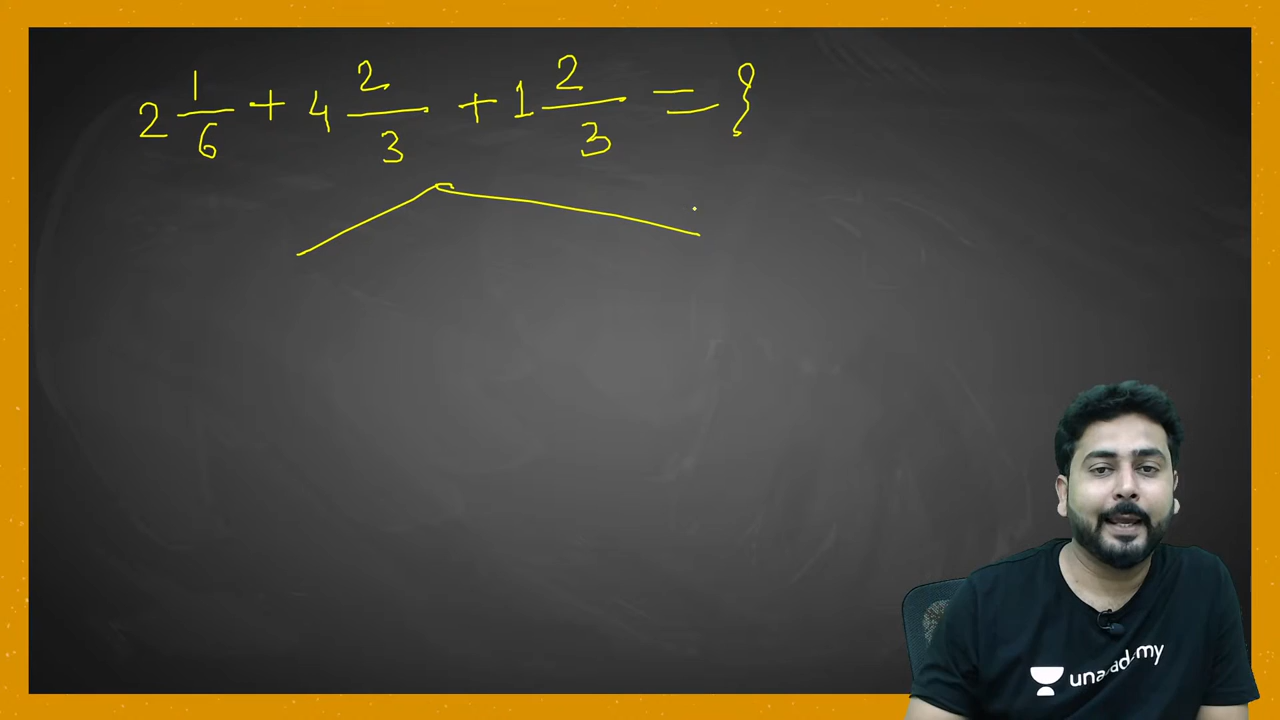 2 1/6 + 4 2/3 + 1 2/3 = ?
unacademy